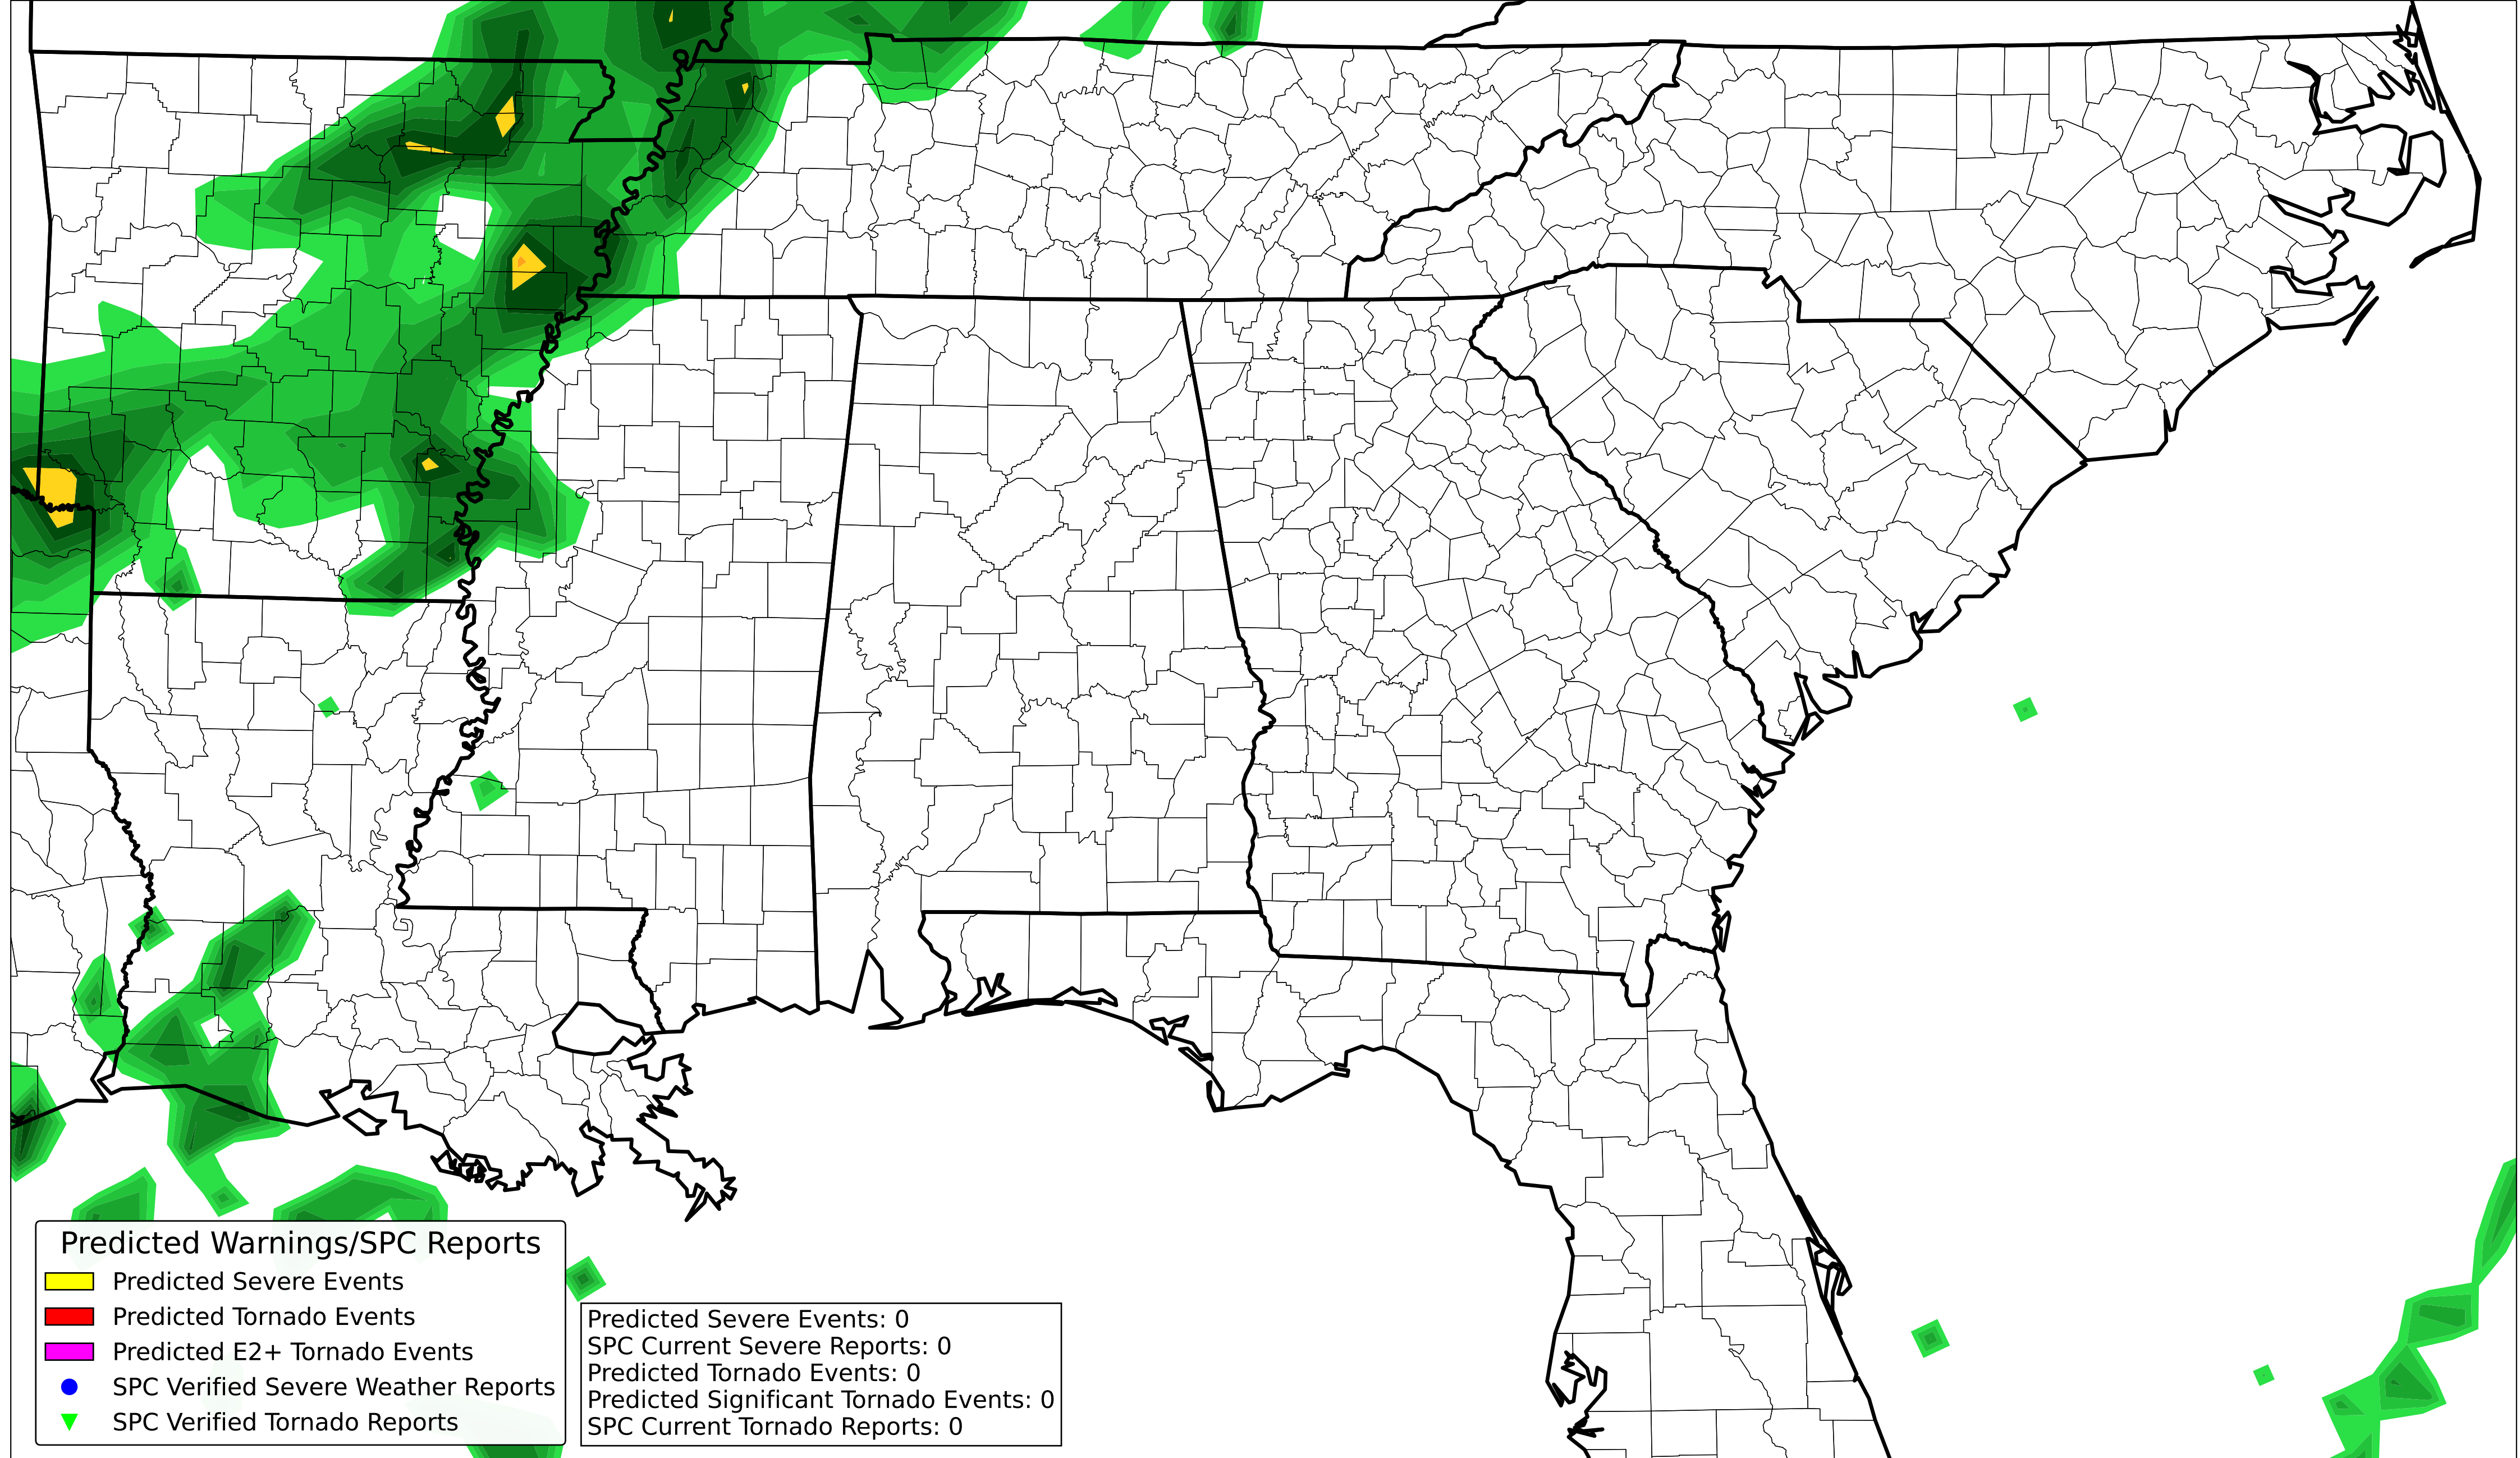 Predicted Warnings/SPC Reports
Predicted Severe Events
Predicted Tornado Events
Predicted E2+ Tornado Events
SPC Verified Severe Weather Reports
SPC Verified Tornado Reports
Predicted Severe Events: 0
SPC Current Severe Reports: 0
Predicted Tornado Events: 0
Predicted Significant Tornado Events: 0
SPC Current Tornado Reports: 0